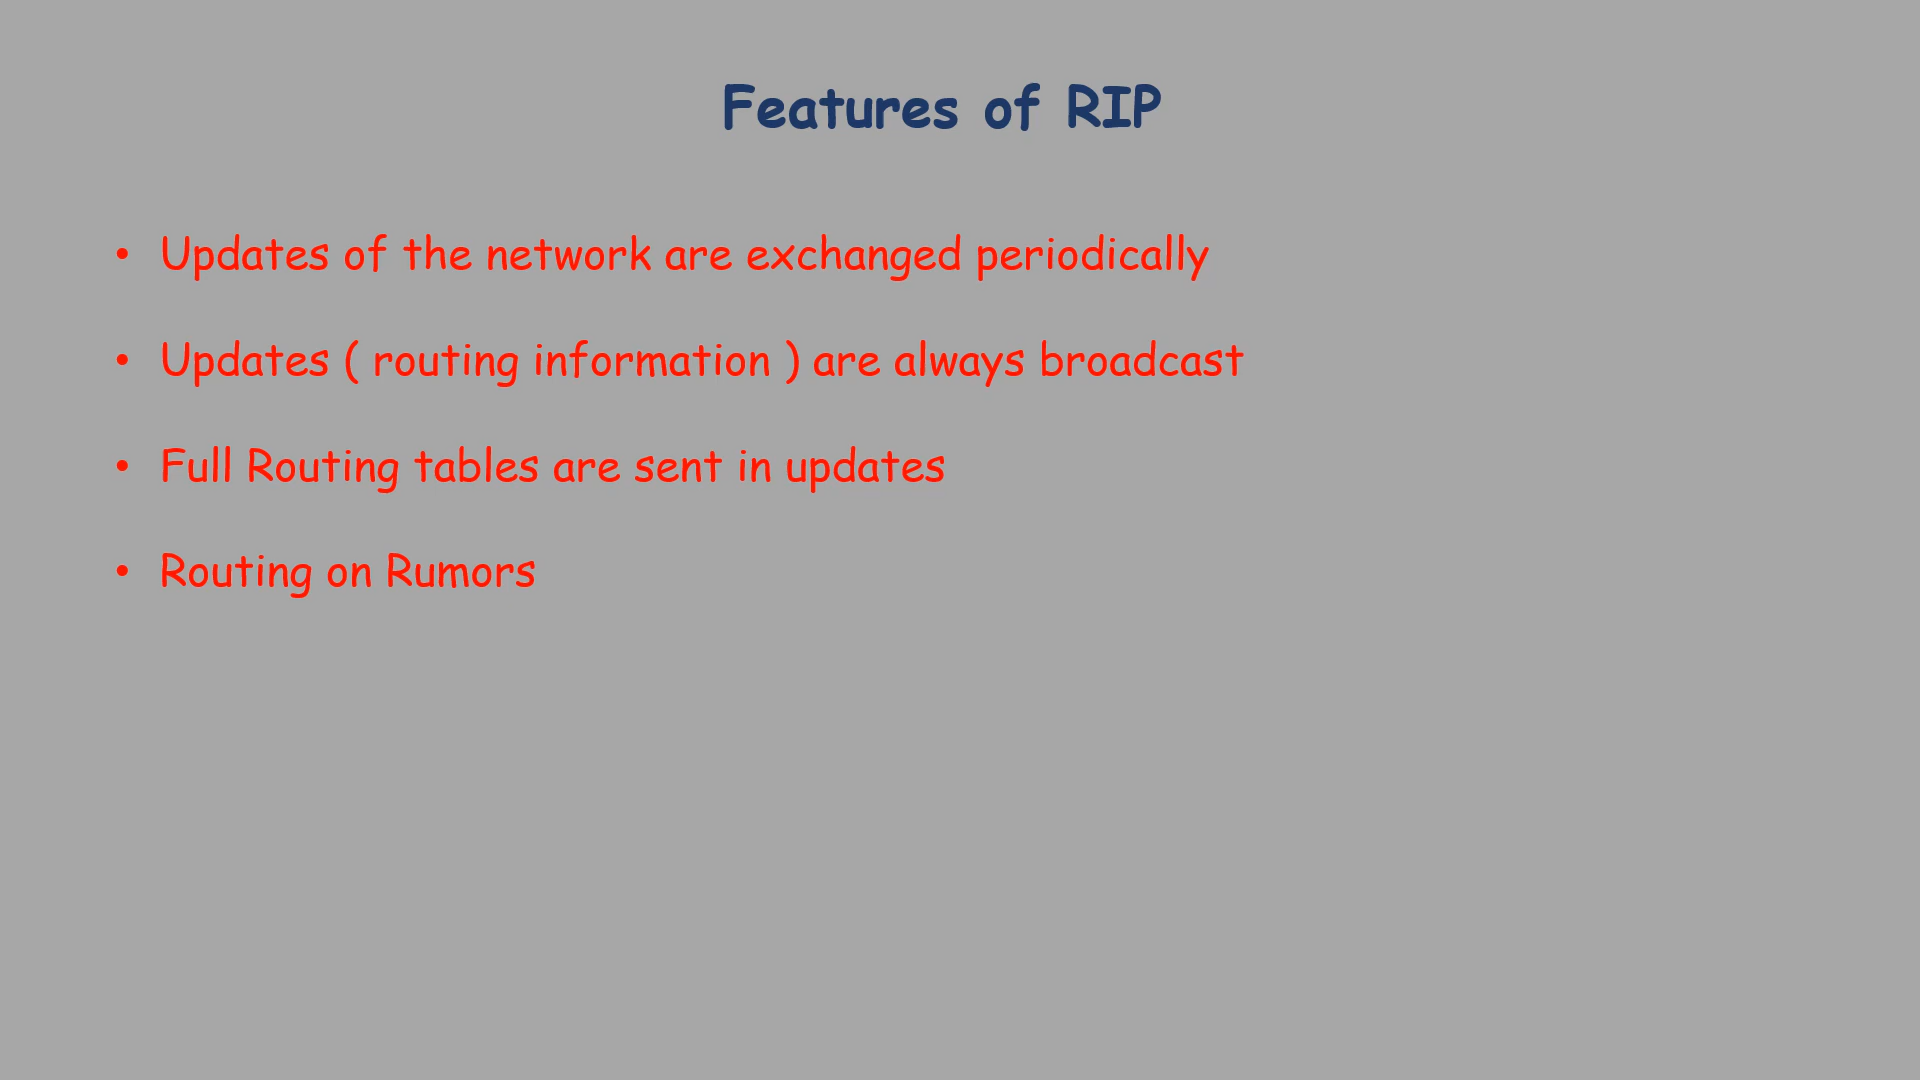 Features of RIP
• Updates of the network are exchanged periodically
• Updates ( routing information ) are always broadcast
• Full Routing tables are sent in updates
• Routing on Rumors